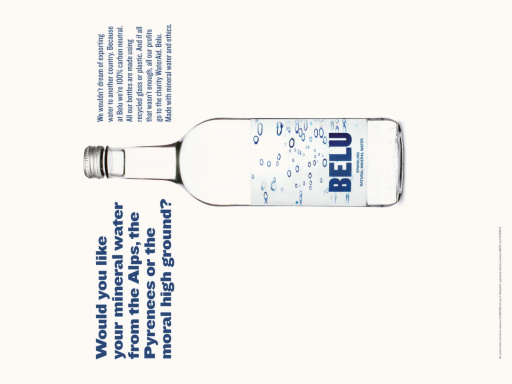 Would you like
your mineral water
from the Alps, the
Pyrenees or the
moral high ground?
We wouldn't dream of exporting
water to another country. Because
at Belu we're 100% carbon neutral.
All our bottles are made using
recycled glass or plastic. And if all
that wasn't enough, all our profits
go to the charity WaterAid. Belu.
Made with mineral water and ethics.
BELU
SPARKLING
NATURAL MINERAL WATER